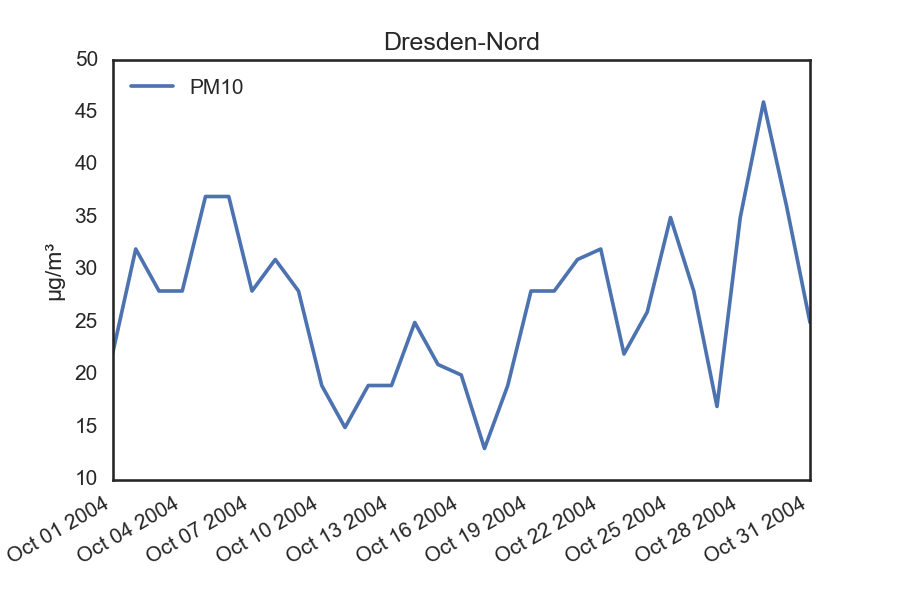 Dresden-Nord
PM10
µg/m³
50
45
40
35
30
25
20
15
10
Oct 01 2004
Oct 04 2004
Oct 07 2004
Oct 10 2004
Oct 13 2004
Oct 16 2004
Oct 19 2004
Oct 22 2004
Oct 25 2004
Oct 28 2004
Oct 31 2004